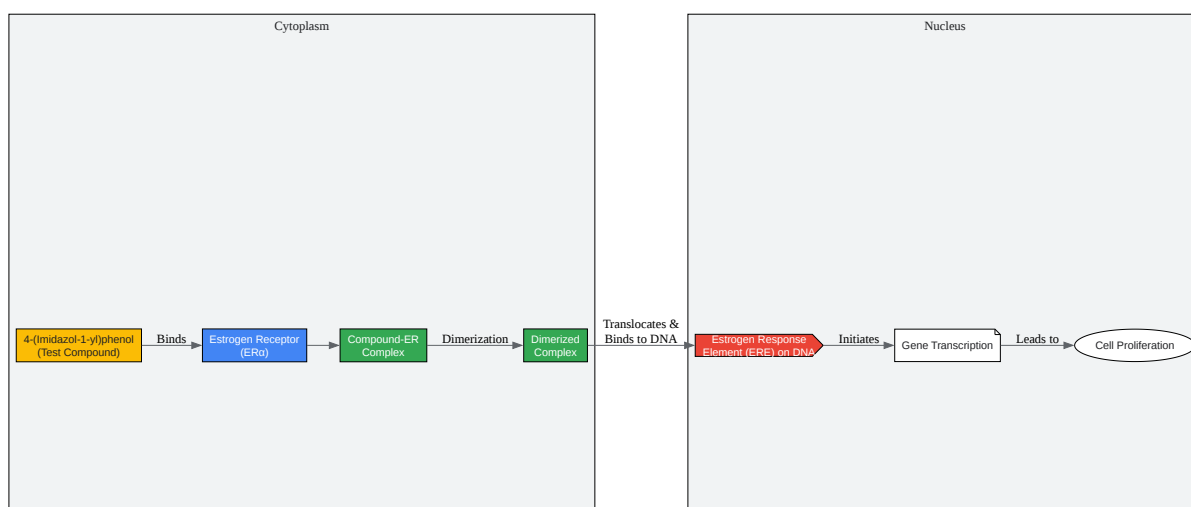 Cytoplasm
Nucleus
4-(Imidazol-1-yl)phenol
(Test Compound)
Binds
Estrogen Receptor
(ERα)
Compound-ER
Complex
Dimerization
Dimerized
Complex
Translocates &
Binds to DNA
Estrogen Response
Element (ERE) on DNA
Initiates
Gene Transcription
Leads to
Cell Proliferation